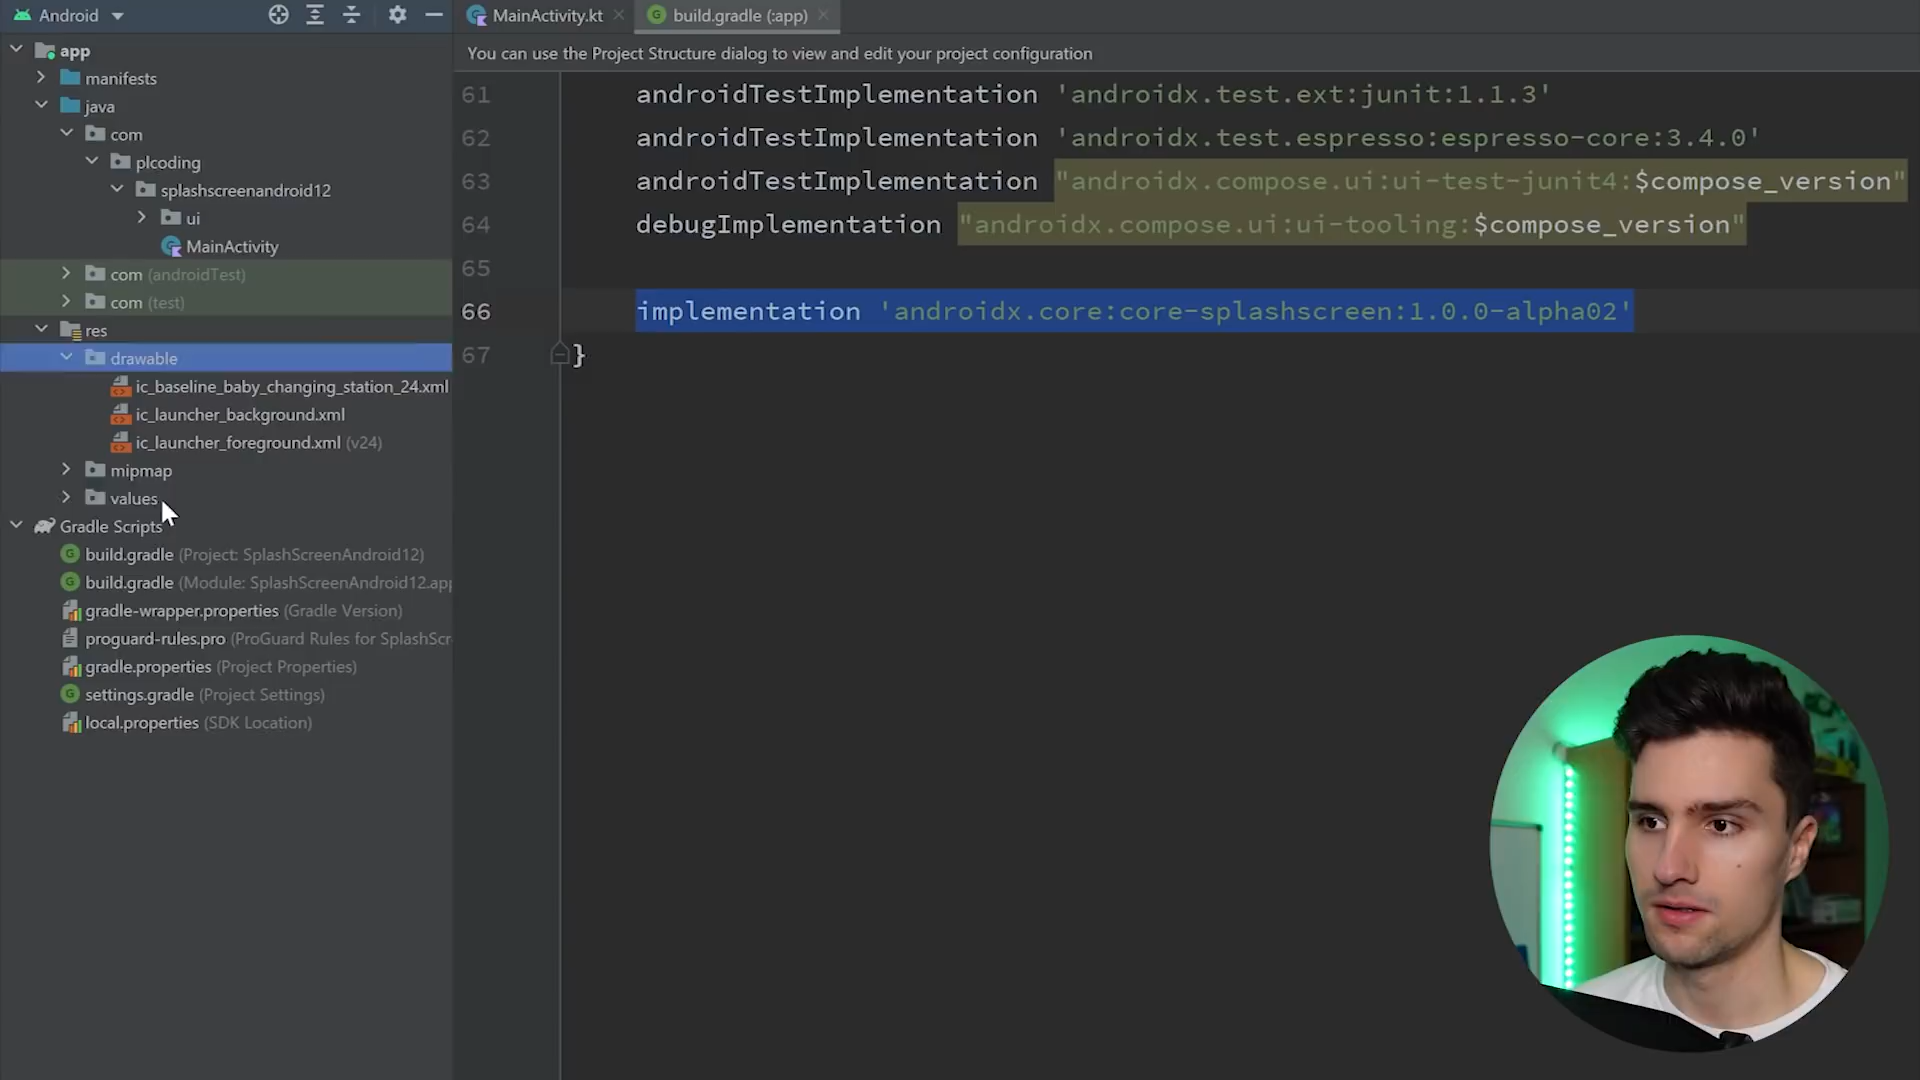 Android
MainActivity.kt
build.gradle (:app)
You can use the Project Structure dialog to view and edit your project configuration
app
manifests
java
com
plcoding
splashscreenandroid12
ui
MainActivity
com (androidTest)
com (test)
res
drawable
ic_baseline_baby_changing_station_24.xml
ic_launcher_background.xml
ic_launcher_foreground.xml (v24)
mipmap
values
Gradle Scripts
build.gradle (Project: SplashScreenAndroid12)
build.gradle (Module: SplashScreenAndroid12.app
gradle-wrapper.properties (Gradle Version)
proguard-rules.pro (ProGuard Rules for SplashScr
gradle.properties (Project Properties)
settings.gradle (Project Settings)
local.properties (SDK Location)
61 androidTestImplementation 'androidx.test.ext:junit:1.1.3'
62 androidTestImplementation 'androidx.test.espresso:espresso-core:3.4.0'
63 androidTestImplementation "androidx.compose.ui:ui-test-junit4:$compose_version"
64 debugImplementation "androidx.compose.ui:ui-tooling:$compose_version"
65
66 implementation 'androidx.core:core-splashscreen:1.0.0-alpha02'
67 }